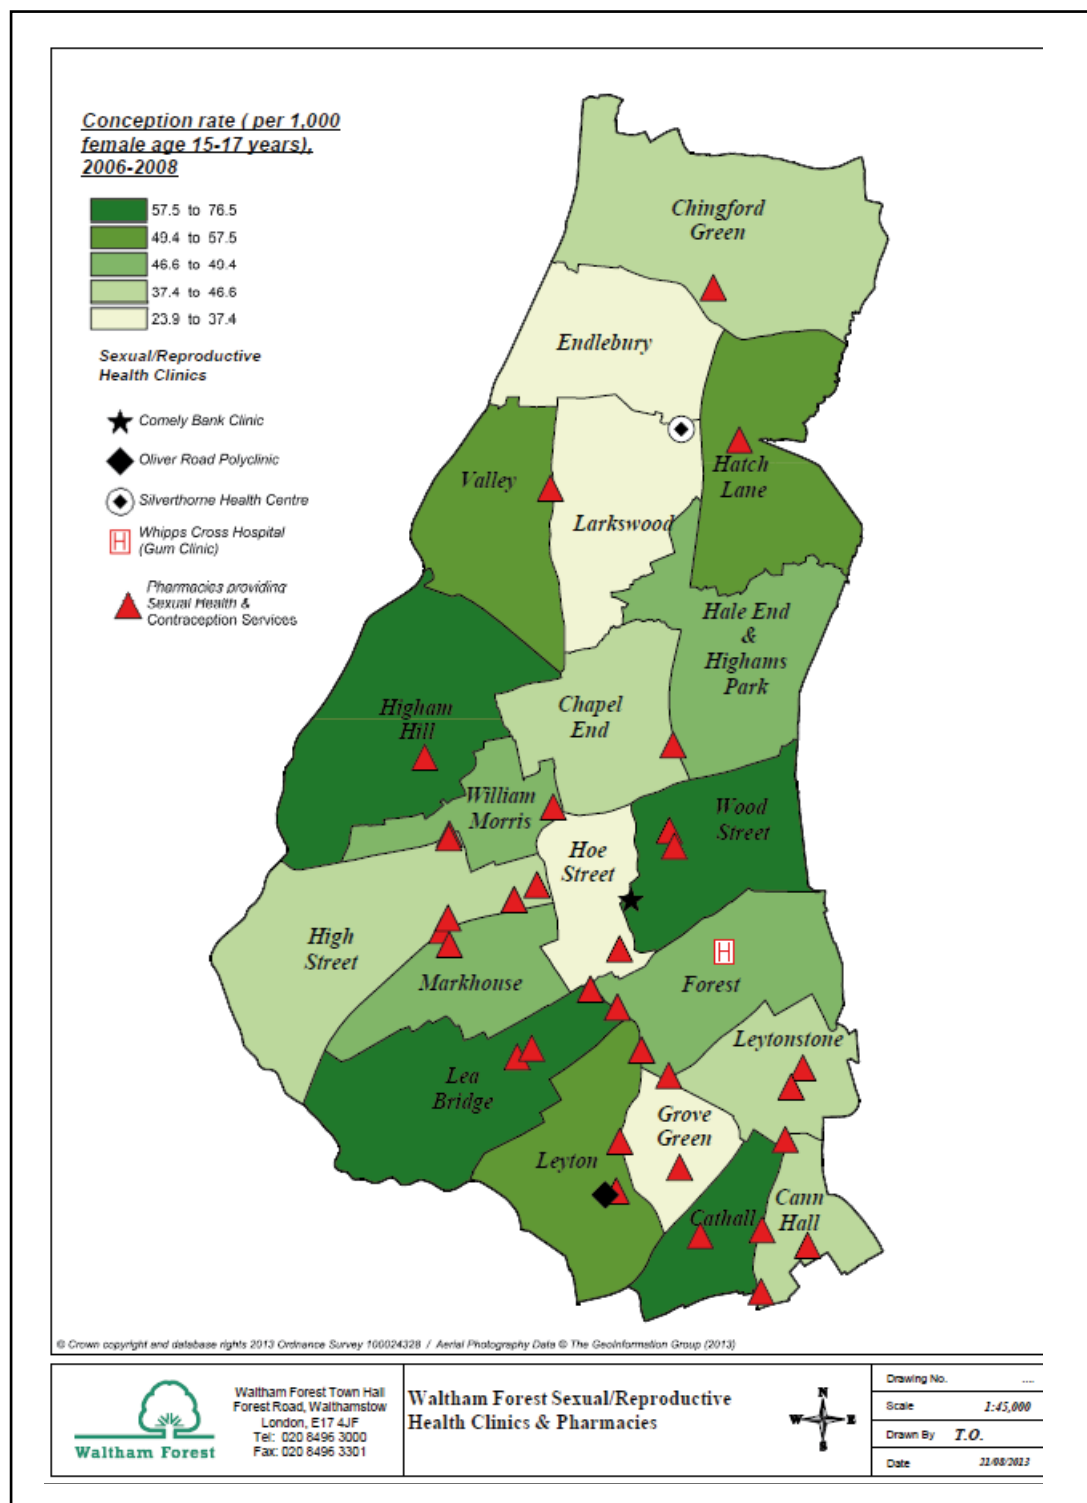 Conception rate ( per 1,000
female age 15-17 years),
2006-2008
57.5 to 76.5
49.4 to 57.5
46.6 to 49.4
37.4 to 46.6
23.9 to 37.4
Sexual/Reproductive
Health Clinics
Comely Bank Clinic
Oliver Road Polyclinic
Silverthorne Health Centre
Whipps Cross Hospital
(Gum Clinic)
Pharmacies providing
Sexual Health &
Contraception Services
Chingford
Green
Endlebury
Hatch
Lane
Valley
Larkswood
Hale End
&
Highams
Park
Chapel
End
Higham
Hill
William
Morris
Wood
Street
Hoe
Street
High
Street
Markhouse
H
Forest
Leytonstone
Lea
Bridge
Grove
Green
Leyton
Cann
Hall
Cathall
© Crown copyright and database rights 2013 Ordnance Survey 100024328 / Aerial Photography Data © The GeoInformation Group (2013)
Waltham Forest
Waltham Forest Town Hall
Forest Road, Walthamstow
London, E17 4JF
Tel: 020 8496 3000
Fax: 020 8496 3301
Waltham Forest Sexual/Reproductive
Health Clinics & Pharmacies
N
W E
S
Drawing No. ....
Scale 1:45,000
Drawn By T.O.
Date 21/08/2013